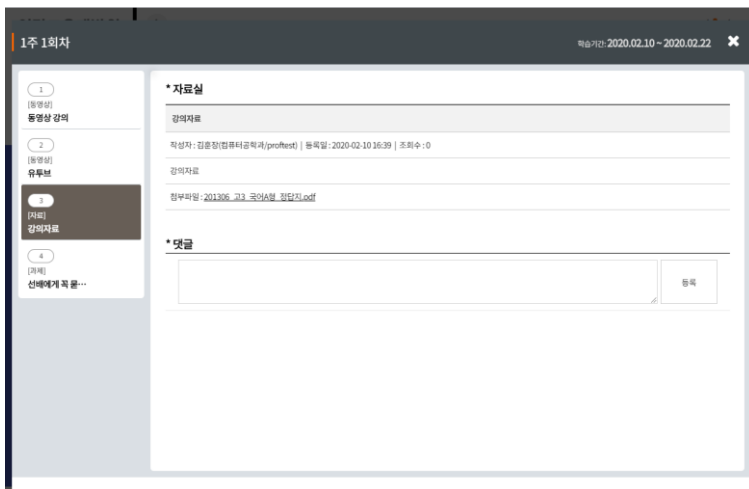 1주 1회차
학습기간: 2020.02.10 ~ 2020.02.22
1
[동영상]
동영상 강의
2
[동영상]
유투브
3
[자료]
강의자료
4
[과제]
선배에게 꼭 묻…
* 자료실
강의자료
작성자 : 김훈장(컴퓨터공학과/proftest) | 등록일 : 2020-02-10 16:39 | 조회수 : 0
강의자료
첨부파일 : 201306_고3_국어A형_정답지.pdf
* 댓글
등록